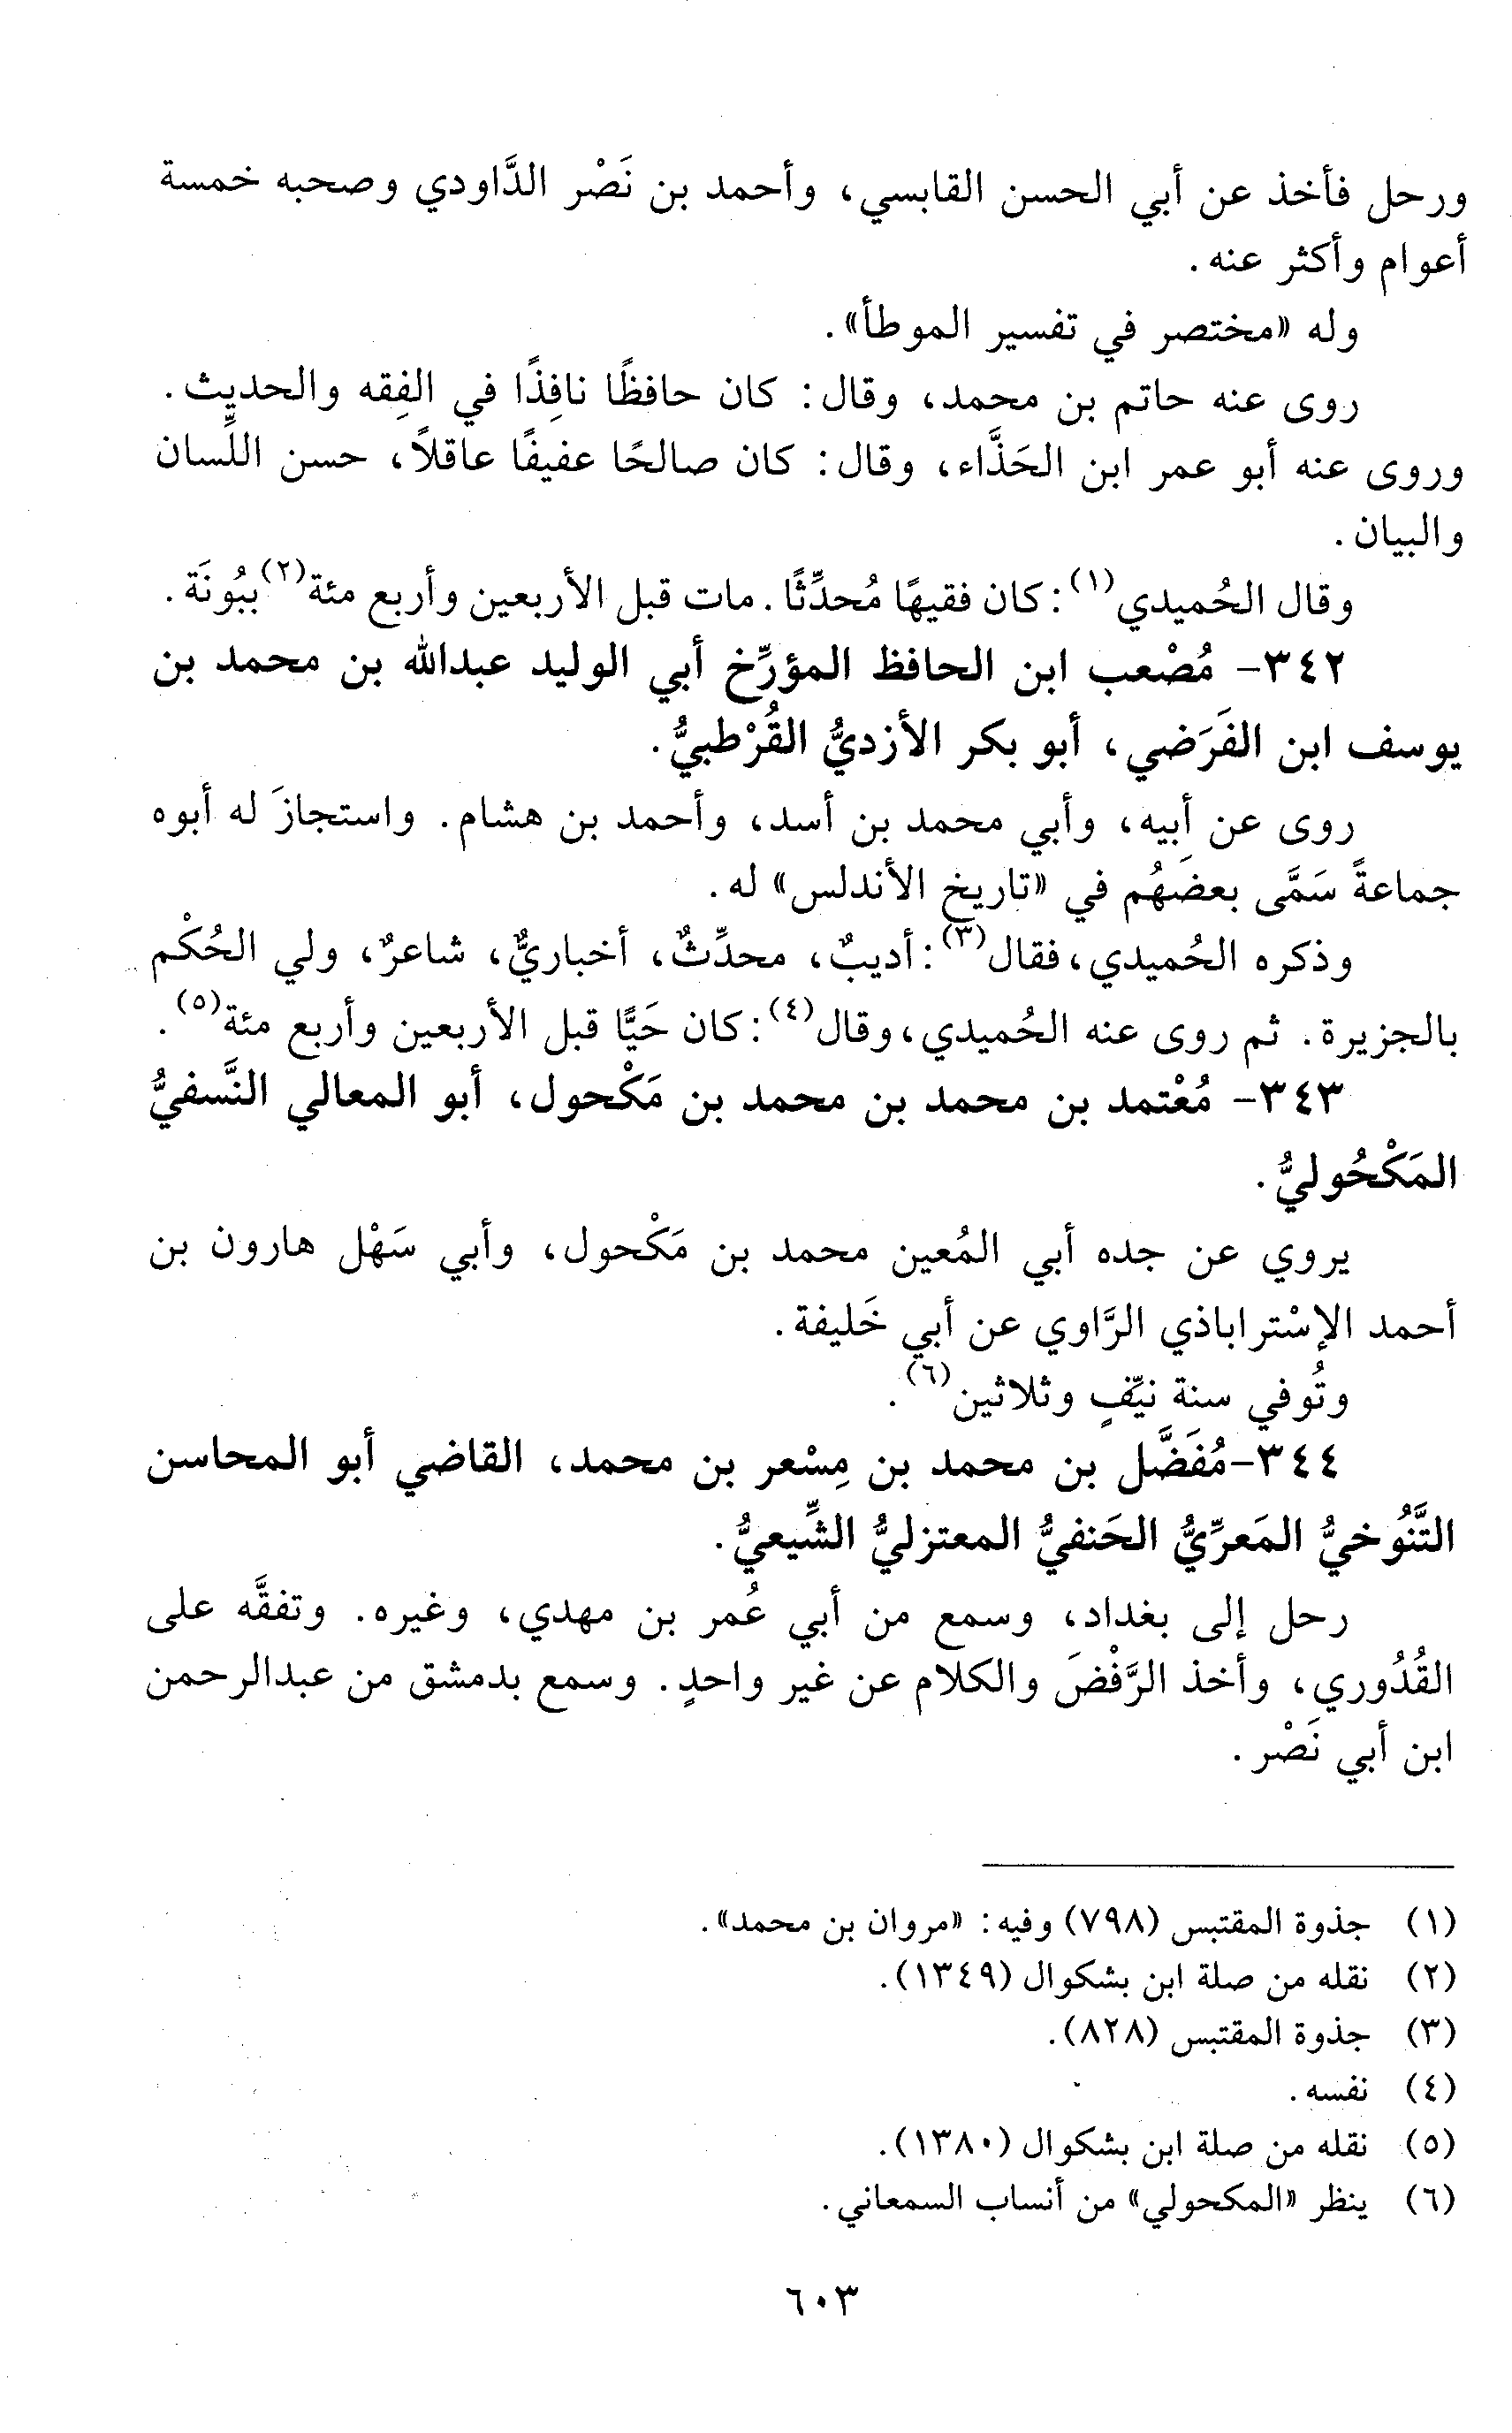 ورحل فأخذ عن أبي الحسن القابسي، وأحمد بن نَصْر الدَّاودي وصحبه خمسة
أعوام وأكثر عنه.
وله «مختصر في تفسير الموطأ».
روى عنه حاتم بن محمد، وقال: كان حافظًا نافِذًا في الفِقه والحديث.
وروى عنه أبو عمر ابن الحَذَّاء، وقال: كان صالحًا عفيفًا عاقلاً، حسن اللِّسان
والبيان.
وقال الحُميدي(١): كان فقيهًا مُحدِّثًا. مات قبل الأربعين وأربع مئة(٢) ببُونَة.
٣٤٢- مُصْعب ابن الحافظ المؤرِّخ أبي الوليد عبدالله بن محمد بن
يوسف ابن الفَرَضي، أبو بكر الأزديُّ القُرْطبيُّ.
روى عن أبيه، وأبي محمد بن أسد، وأحمد بن هشام. واستجازَ له أبوه
جماعةً سَمَّى بعضَهُم في «تاريخ الأندلس» له.
وذكره الحُميدي، فقال(٣): أديبٌ، محدِّثٌ، أخباريٌّ، شاعرٌ، ولي الحُكْم
بالجزيرة. ثم روى عنه الحُميدي، وقال(٤): كان حَيًّا قبل الأربعين وأربع مئة(٥).
٣٤٣- مُعْتمد بن محمد بن محمد بن مَكْحول، أبو المعالي النَّسفيُّ
المَكْحُوليُّ.
يروي عن جده أبي المُعين محمد بن مَكْحول، وأبي سَهْل هارون بن
أحمد الإسْتراباذي الرَّاوي عن أبي خَليفة.
وتُوفي سنة نيِّفٍ وثلاثين(٦).
٣٤٤- مُفَضَّل بن محمد بن مِسْعر بن محمد، القاضي أبو المحاسن
التَّنُوخيُّ المَعرِّيُّ الحَنفيُّ المعتزليُّ الشِّيعيُّ.
رحل إلى بغداد، وسمع من أبي عُمر بن مهدي، وغيره. وتفقَّه على
القُدُوري، وأخذ الرَّفْضَ والكلام عن غير واحدٍ. وسمع بدمشق من عبدالرحمن
ابن أبي نَصْر.
(١) جذوة المقتبس (٧٩٨) وفيه: «مروان بن محمد».
(٢) نقله من صلة ابن بشكوال (١٣٤٩).
(٣) جذوة المقتبس (٨٢٨).
(٤) نفسه.
(٥) نقله من صلة ابن بشكوال (١٣٨٠).
(٦) ينظر «المكحولي» من أنساب السمعاني.
٦٠٣